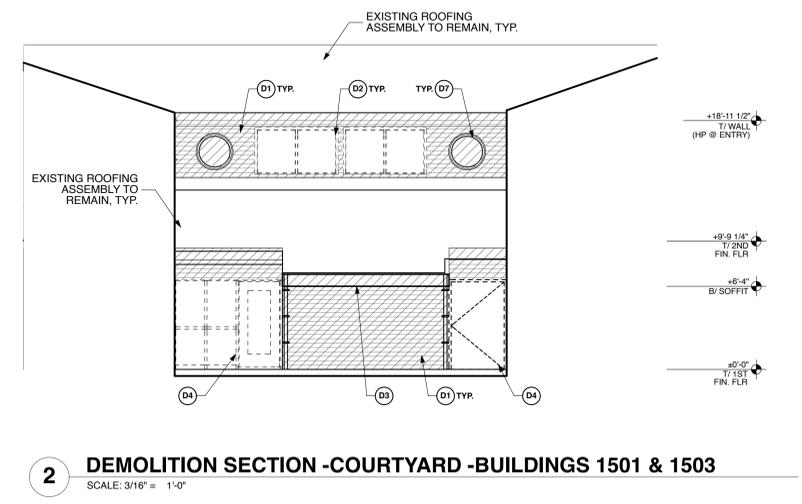 EXISTING ROOFING
ASSEMBLY TO REMAIN, TYP.
D1 TYP.
D2 TYP.
TYP. D7
+18'-11 1/2"
T/ WALL
(HP @ ENTRY)
EXISTING ROOFING
ASSEMBLY TO
REMAIN, TYP.
+9'-9 1/4"
T/ 2ND
FIN. FLR
+6'-4"
B/ SOFFIT
±0'-0"
T/ 1ST
FIN. FLR
D4
D3
D1 TYP.
D4
2
DEMOLITION SECTION -COURTYARD -BUILDINGS 1501 & 1503
SCALE: 3/16" = 1'-0"